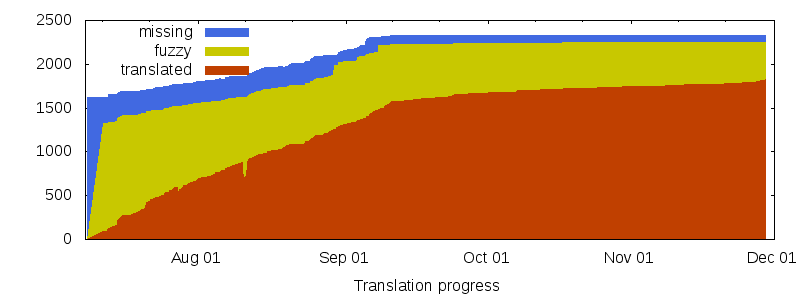 2500
2000
1500
1000
500
0
missing
fuzzy
translated
Aug 01
Sep 01
Oct 01
Nov 01
Dec 01
Translation progress